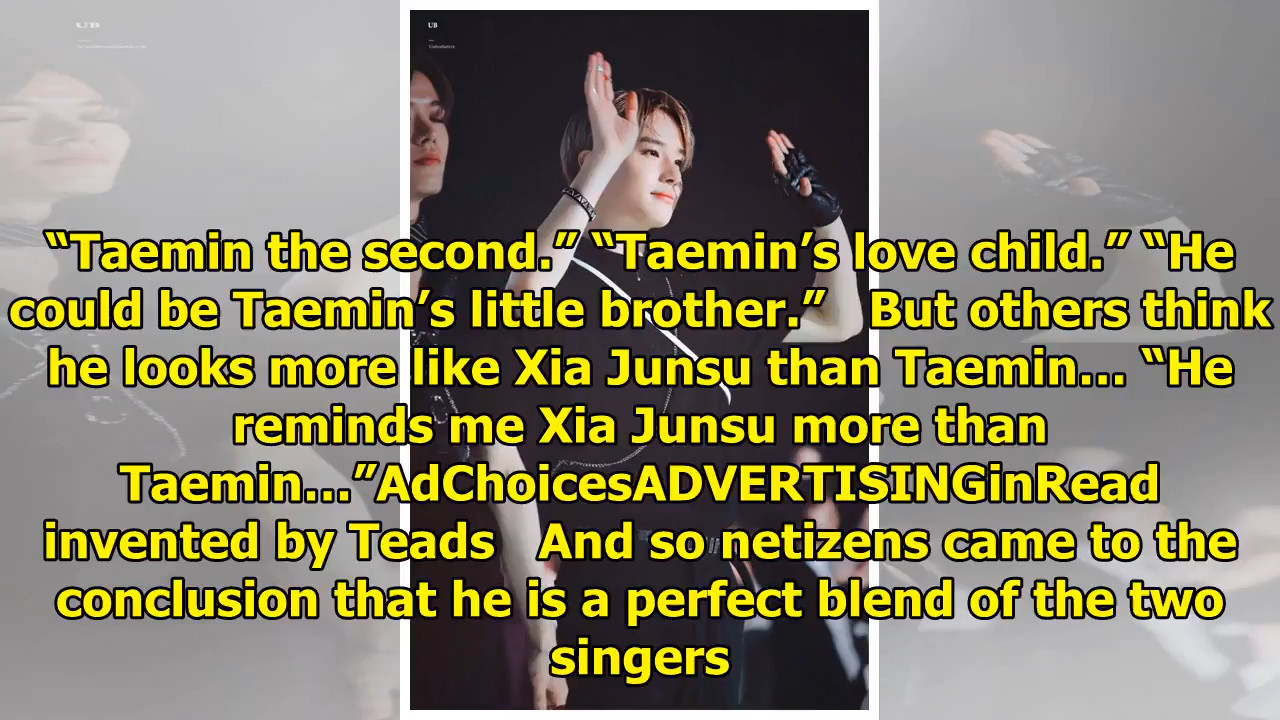 UB
“Taemin the second.” “Taemin’s love child.” “He
could be Taemin’s little brother.”   But others think
he looks more like Xia Junsu than Taemin… “He
reminds me Xia Junsu more than
Taemin…”AdChoicesADVERTISINGinRead
invented by Teads   And so netizens came to the
conclusion that he is a perfect blend of the two
singers